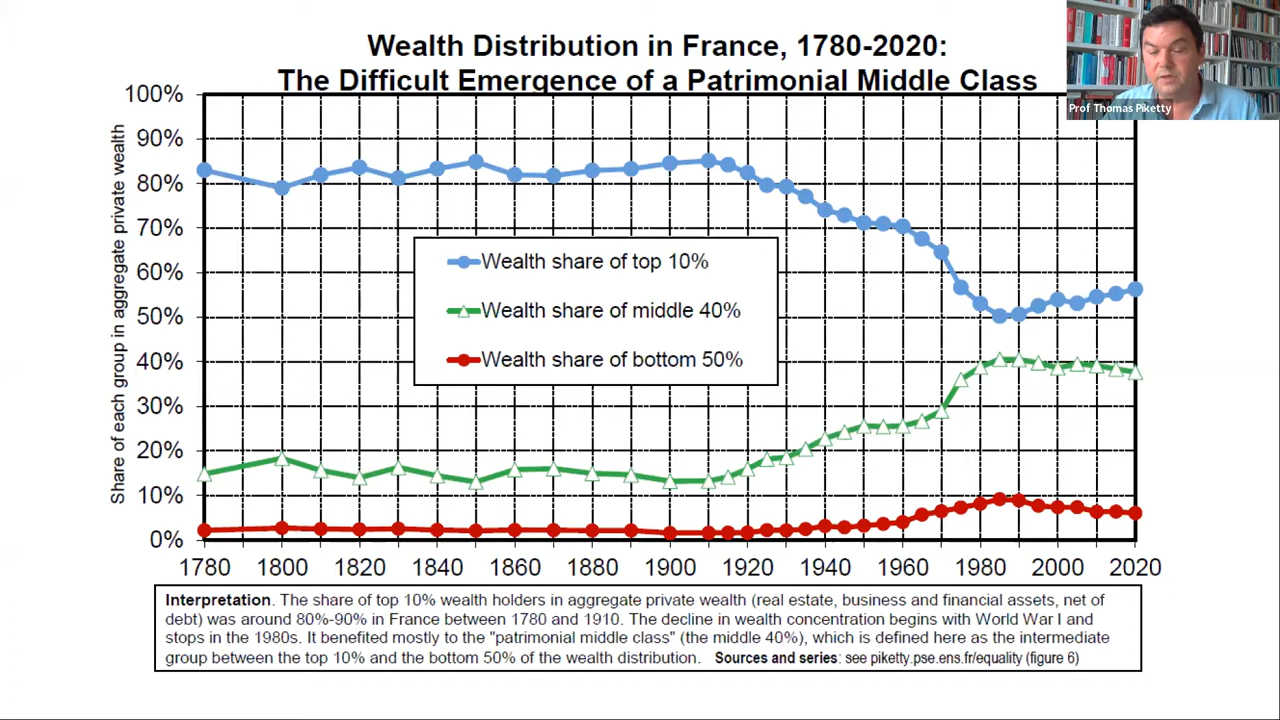 Wealth Distribution in France, 1780-2020:
The Difficult Emergence of a Patrimonial Middle Class
Prof Thomas Piketty
Share of each group in aggregate private wealth
100%
90%
80%
70%
60%
50%
40%
30%
20%
10%
0%
Wealth share of top 10%
Wealth share of middle 40%
Wealth share of bottom 50%
1780 1800 1820 1840 1860 1880 1900 1920 1940 1960 1980 2000 2020
Interpretation. The share of top 10% wealth holders in aggregate private wealth (real estate, business and financial assets, net of
debt) was around 80%-90% in France between 1780 and 1910. The decline in wealth concentration begins with World War I and
stops in the 1980s. It benefited mostly to the "patrimonial middle class" (the middle 40%), which is defined here as the intermediate
group between the top 10% and the bottom 50% of the wealth distribution. Sources and series: see piketty.pse.ens.fr/equality (figure 6)